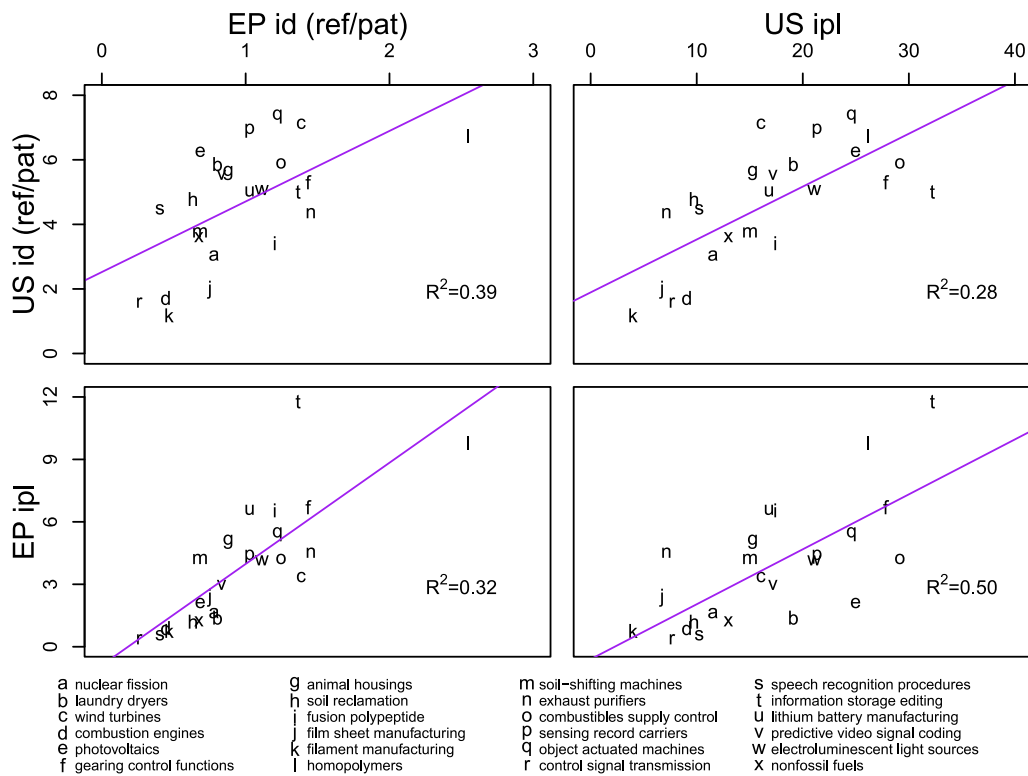 EP id (ref/pat)
US ipl
0 1 2 3
0 10 20 30 40
US id (ref/pat)
0 2 4 6 8
q
p
c
l
e
b
v
g
o
f
h
u
w
t
s
n
m
x
a
i
j
r
d
k
R²=0.39
q
c
p
l
e
b
o
g
v
f
u
w
t
n
h
s
m
x
i
a
j
r
d
k
R²=0.28
EP ipl
0 3 6 9 12
t
l
u
i
f
g
q
m
p
w
o
n
c
v
j
e
a
b
h
x
d
s
k
r
R²=0.32
t
l
u
i
f
g
q
n
m
p
w
o
c
v
j
e
a
b
h
x
k
d
s
r
R²=0.50
a nuclear fission
b laundry dryers
c wind turbines
d combustion engines
e photovoltaics
f gearing control functions
g animal housings
h soil reclamation
i fusion polypeptide
j film sheet manufacturing
k filament manufacturing
l homopolymers
m soil−shifting machines
n exhaust purifiers
o combustibles supply control
p sensing record carriers
q object actuated machines
r control signal transmission
s speech recognition procedures
t information storage editing
u lithium battery manufacturing
v predictive video signal coding
w electroluminescent light sources
x nonfossil fuels